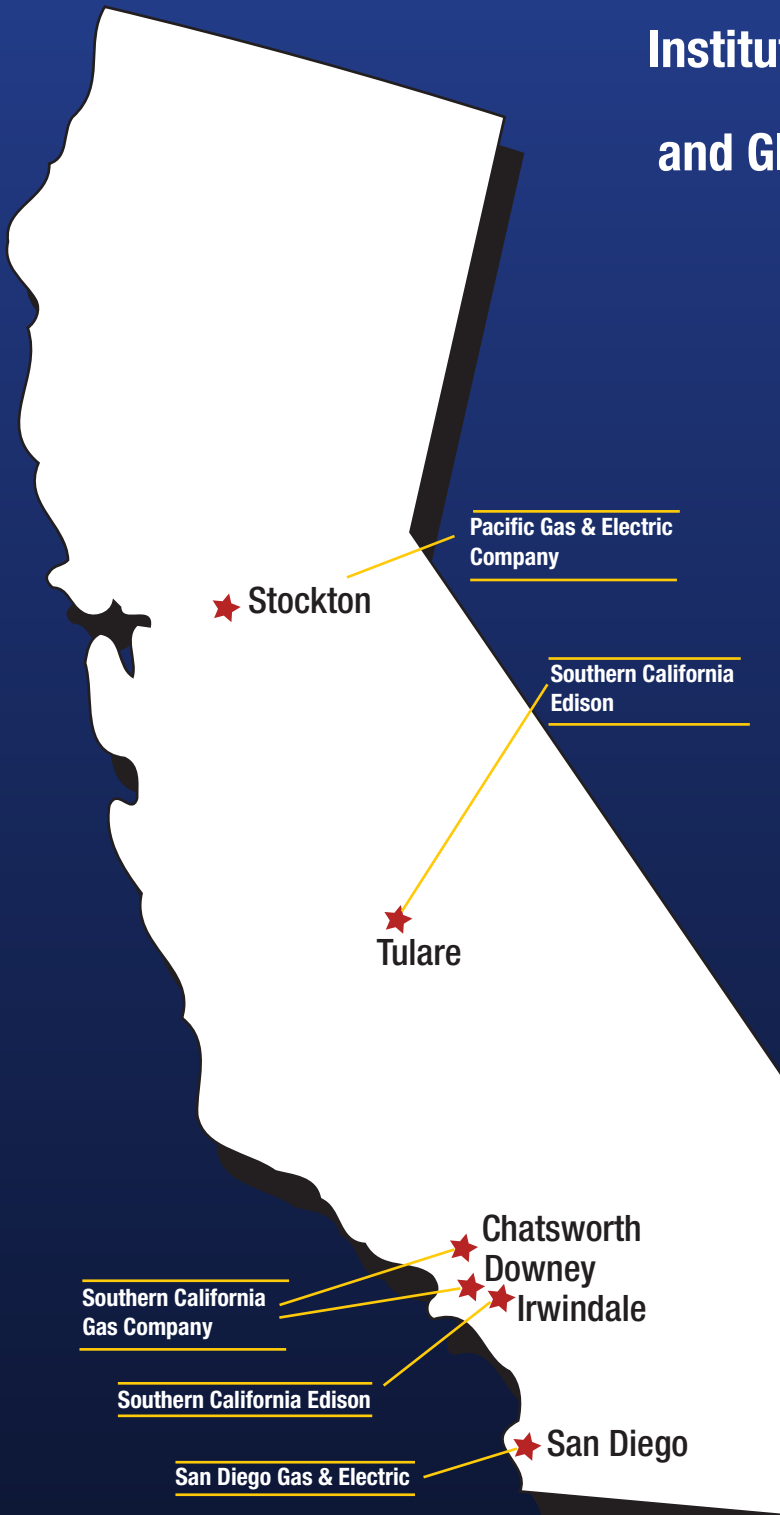 and
Pacific Gas & Electric
Company
Stockton
Southern California
Edison
Tulare
Chatsworth
Downey
Irwindale
Southern California
Gas Company
Southern California Edison
San Diego
San Diego Gas & Electric